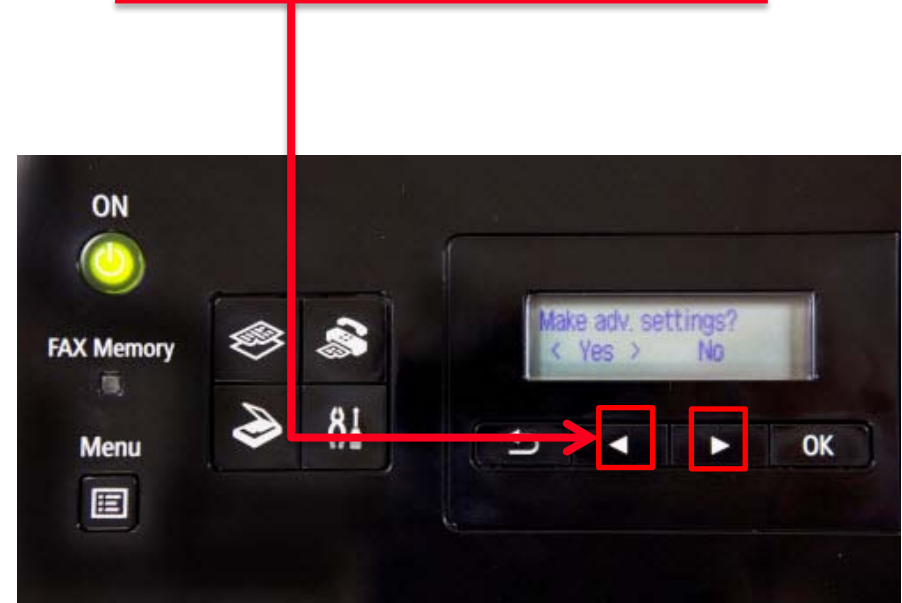 ON
FAX Memory
Menu
Make adv. settings?
< Yes > No
OK